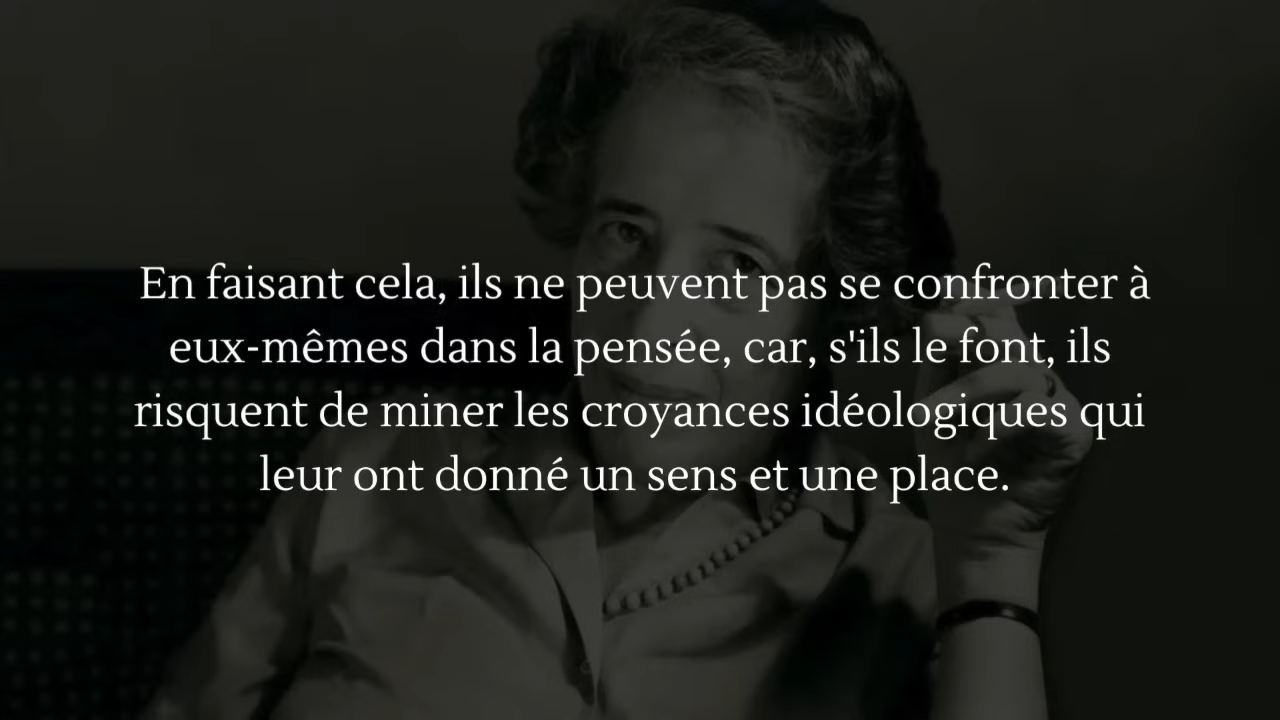 En faisant cela, ils ne peuvent pas se confronter à
eux-mêmes dans la pensée, car, s'ils le font, ils
risquent de miner les croyances idéologiques qui
leur ont donné un sens et une place.